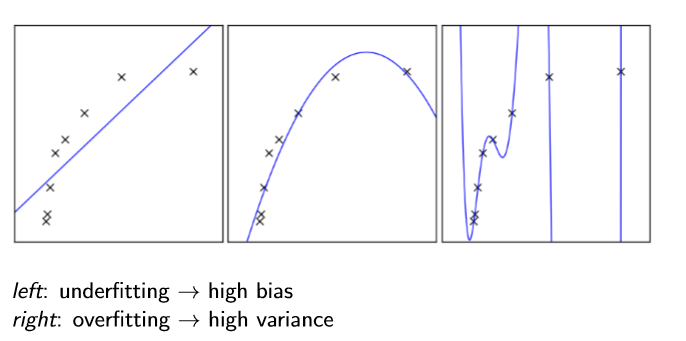 left: underfitting → high bias
right: overfitting → high variance